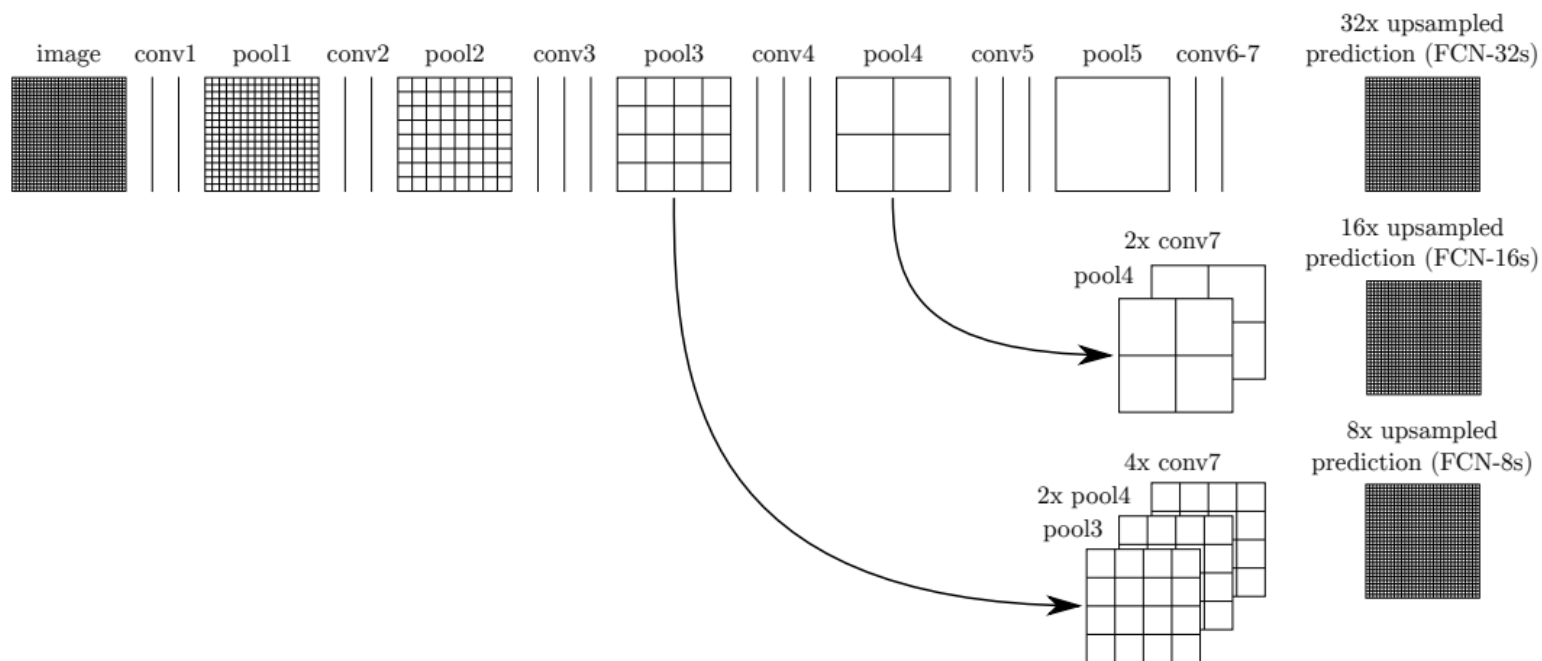 image conv1 pool1 conv2 pool2 conv3 pool3 conv4 pool4 conv5 pool5 conv6-7
32x upsampled
prediction (FCN-32s)
2x conv7
pool4
16x upsampled
prediction (FCN-16s)
4x conv7
2x pool4
pool3
8x upsampled
prediction (FCN-8s)